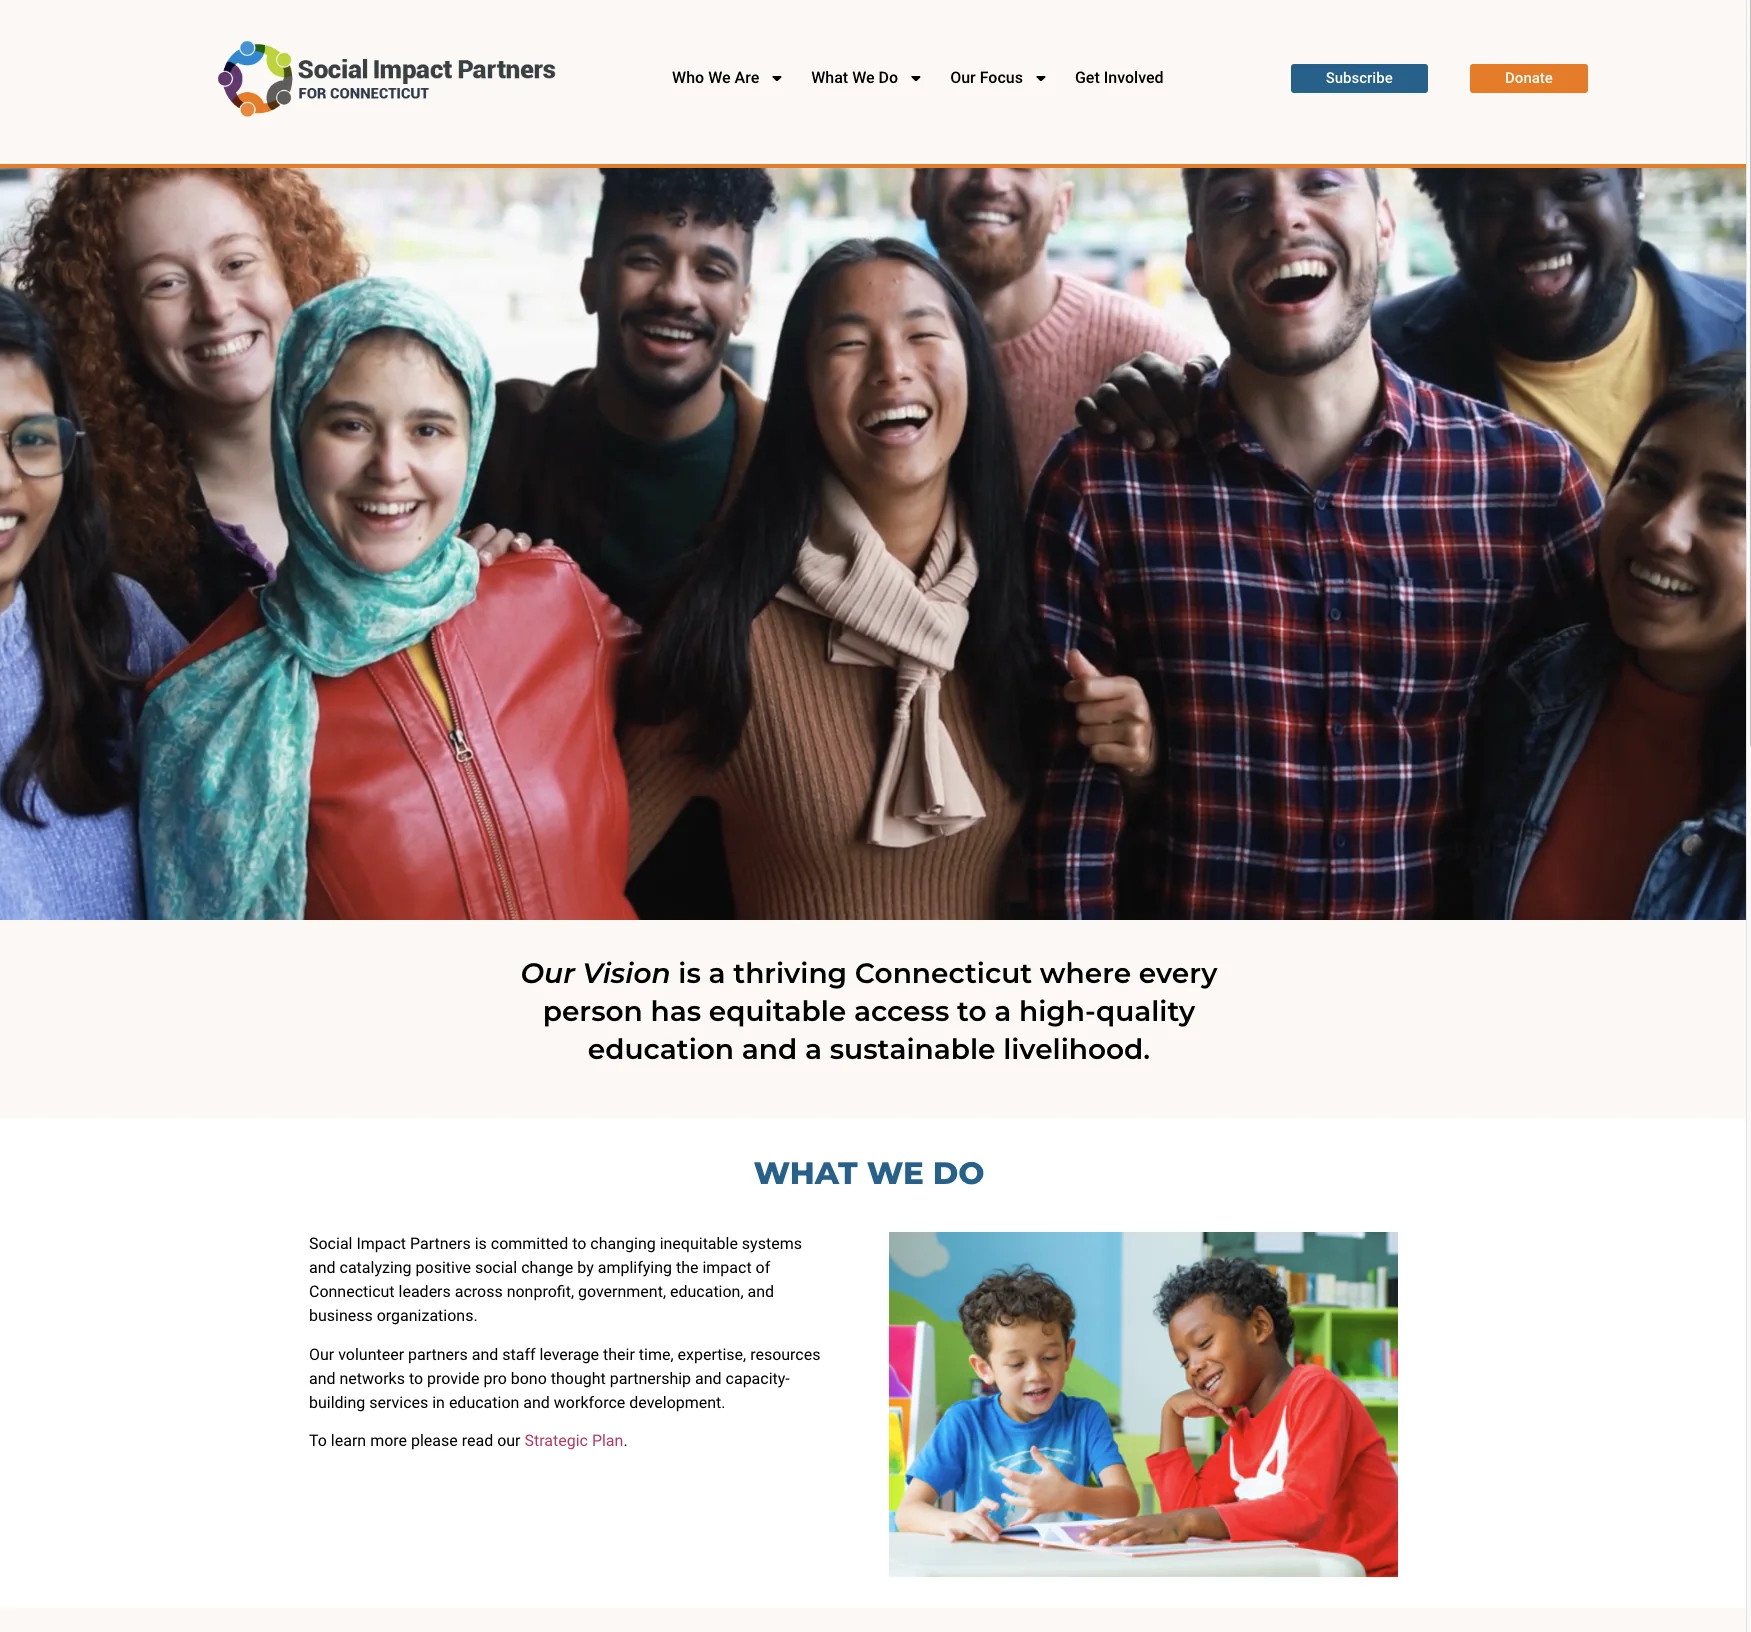 Social Impact Partners
FOR CONNECTICUT
Who We Are
What We Do
Our Focus
Get Involved
Subscribe
Donate
Our Vision is a thriving Connecticut where every
person has equitable access to a high-quality
education and a sustainable livelihood.
WHAT WE DO
Social Impact Partners is committed to changing inequitable systems
and catalyzing positive social change by amplifying the impact of
Connecticut leaders across nonprofit, government, education, and
business organizations.
Our volunteer partners and staff leverage their time, expertise, resources
and networks to provide pro bono thought partnership and capacity-
building services in education and workforce development.
To learn more please read our Strategic Plan.